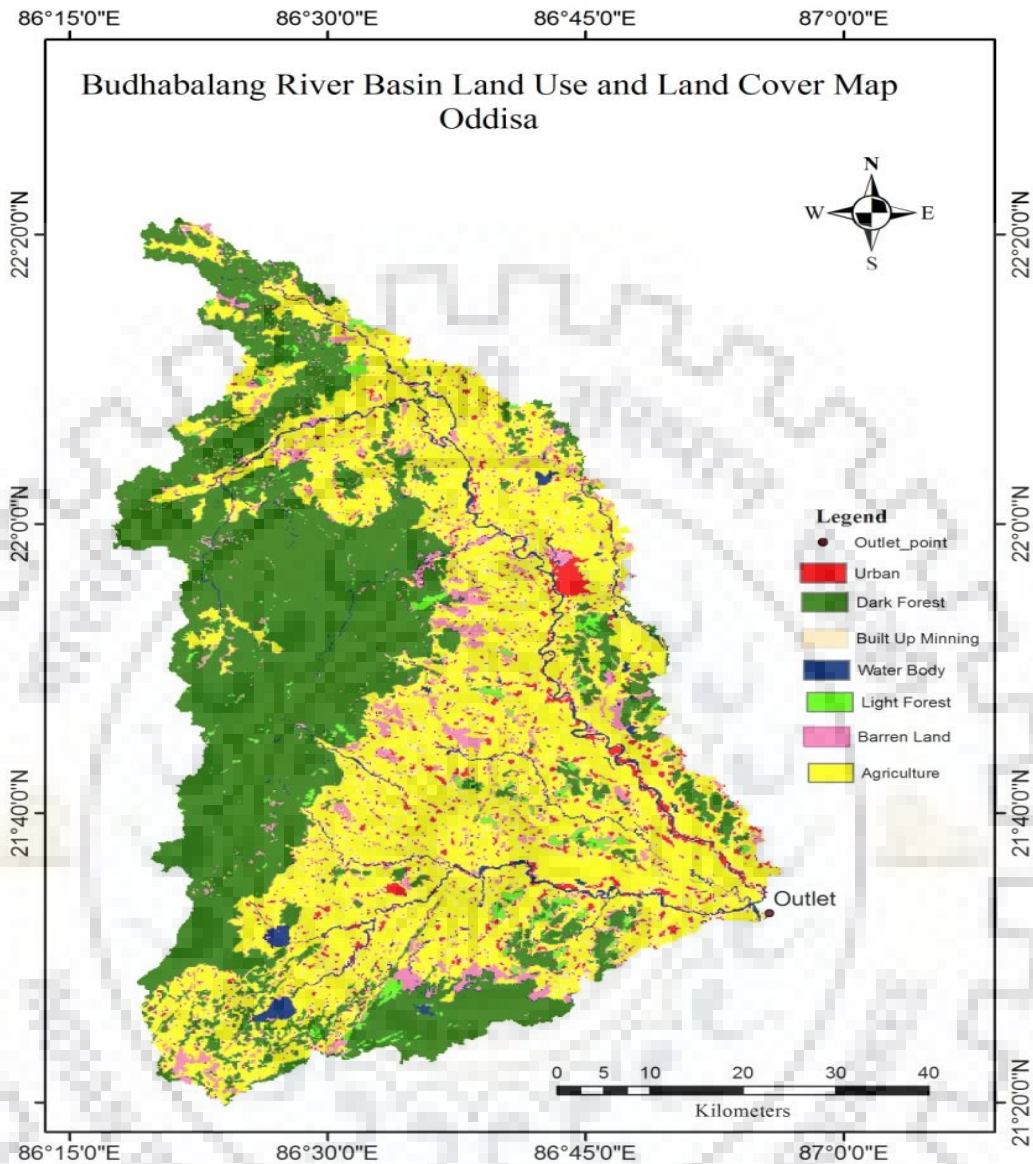 86°15'0"E 86°30'0"E 86°45'0"E 87°0'0"E
Budhabalang River Basin Land Use and Land Cover Map
Oddisa
N
W E
S
22°20'0"N 22°20'0"N
22°0'0"N 22°0'0"N
Legend
Outlet_point
Urban
Dark Forest
Built Up Minning
Water Body
Light Forest
Barren Land
Agriculture
21°40'0"N 21°40'0"N
Outlet
0 5 10 20 30 40
Kilometers
21°20'0"N
86°15'0"E 86°30'0"E 86°45'0"E 87°0'0"E